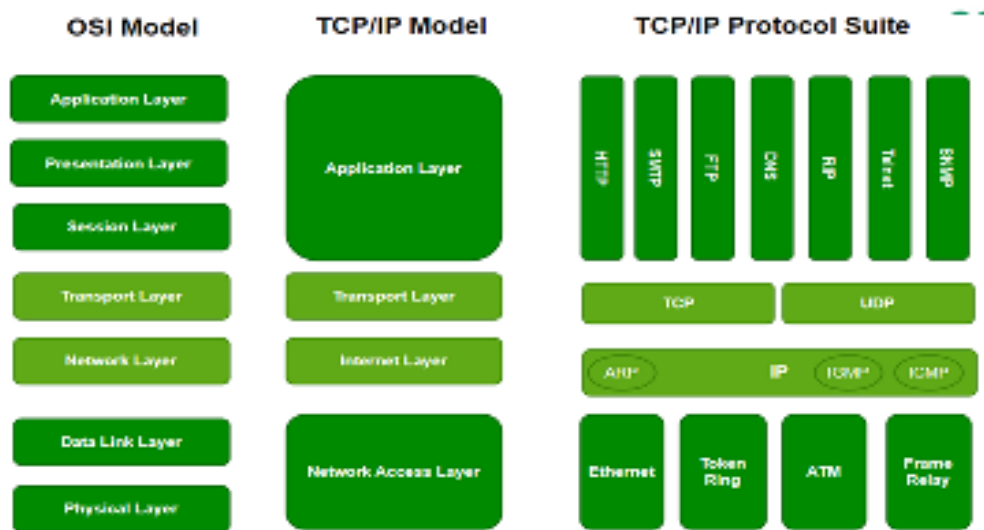 OSI Model
TCP/IP Model
TCP/IP Protocol Suite
Application Layer
Presentation Layer
Session Layer
Transport Layer
Network Layer
Data Link Layer
Physical Layer
Application Layer
Transport Layer
Internet Layer
Network Access Layer
HTTP
SMTP
FTP
DNS
RIP
Telnet
SNMP
TCP
UDP
ARP
IP
IGMP
ICMP
Ethernet
Token
Ring
ATM
Frame
Relay